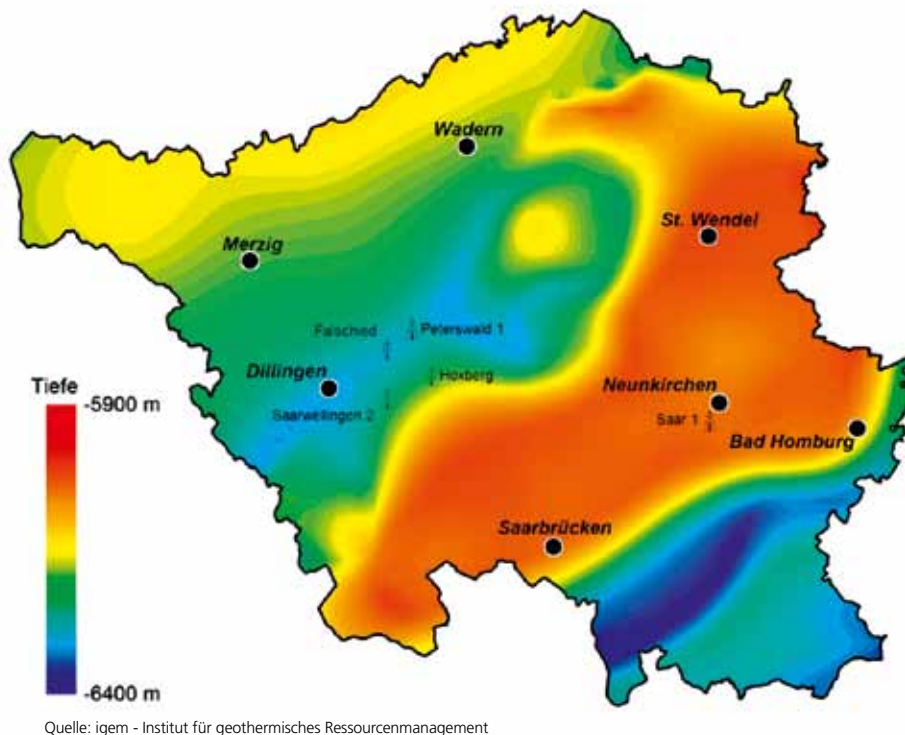 Wadern
St. Wendel
Merzig
Falscheid
Peterswald 1
Dillingen
Hoxberg
Tiefe
-5900 m
Neunkirchen
Saarwellingen 2
Saar 1
Bad Homburg
Saarbrücken
-6400 m
Quelle: igem - Institut für geothermisches Ressourcenmanagement